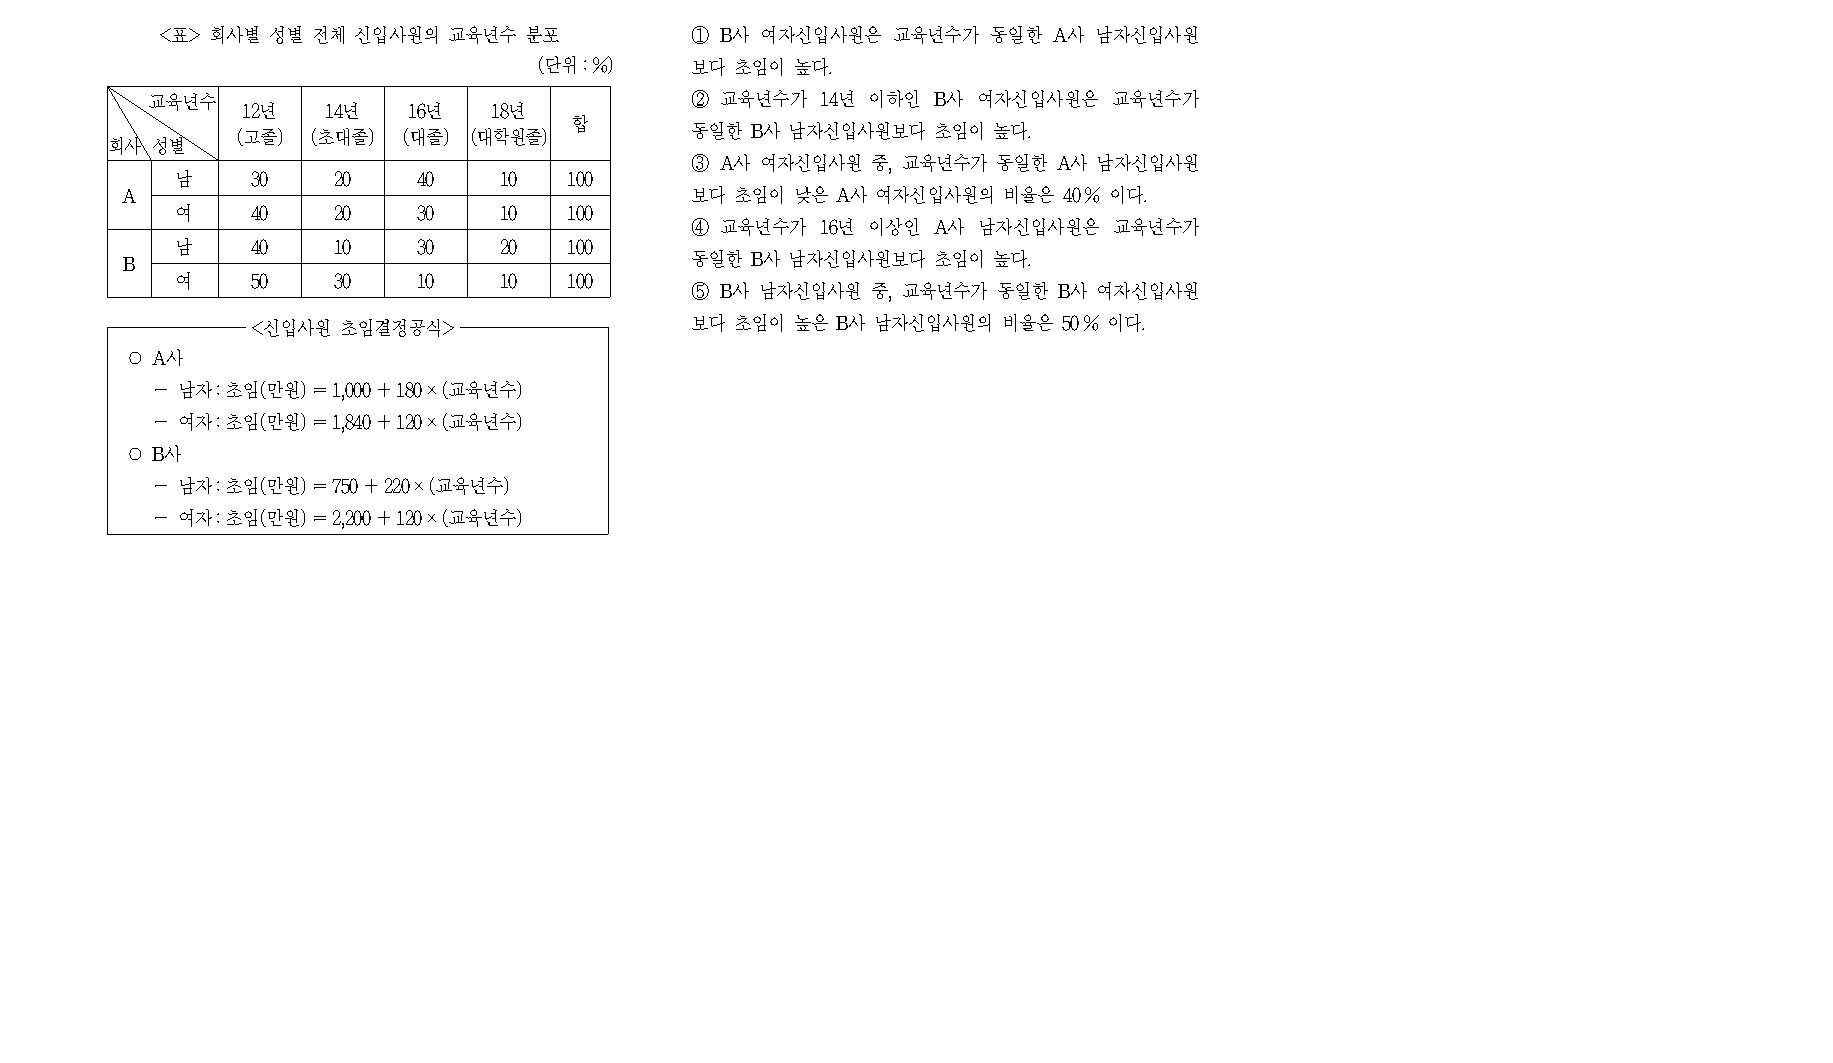 <표> 회사별 성별 전체 신입사원의 교육년수 분포
(단위 : %)
교육년수
회사 성별
12년 14년 16년 18년 합
(고졸) (초대졸) (대졸) (대학원졸)
A 남 30 20 40 10 100
여 40 20 30 10 100
B 남 40 10 30 20 100
여 50 30 10 10 100
<신입사원 초임결정공식>
○ A사
- 남자 : 초임(만원) = 1,000 + 180 × (교육년수)
- 여자 : 초임(만원) = 1,840 + 120 × (교육년수)
○ B사
- 남자 : 초임(만원) = 750 + 220 × (교육년수)
- 여자 : 초임(만원) = 2,200 + 120 × (교육년수)
① B사 여자신입사원은 교육년수가 동일한 A사 남자신입사원
보다 초임이 높다.
② 교육년수가 14년 이하인 B사 여자신입사원은 교육년수가
동일한 B사 남자신입사원보다 초임이 높다.
③ A사 여자신입사원 중, 교육년수가 동일한 A사 남자신입사원
보다 초임이 낮은 A사 여자신입사원의 비율은 40% 이다.
④ 교육년수가 16년 이상인 A사 남자신입사원은 교육년수가
동일한 B사 남자신입사원보다 초임이 높다.
⑤ B사 남자신입사원 중, 교육년수가 동일한 B사 여자신입사원
보다 초임이 높은 B사 남자신입사원의 비율은 50% 이다.